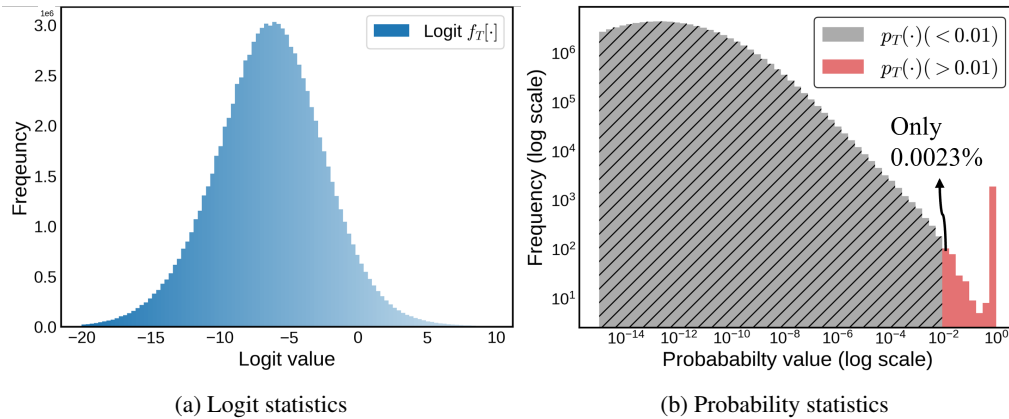 1e6
3.0
2.5
2.0
1.5
1.0
0.5
0.0
Freqeuncy
Logit f_T[·]
−20 −15 −10 −5 0 5 10
Logit value
(a) Logit statistics
10^6
10^5
10^4
10^3
10^2
10^1
Frequency (log scale)
p_T(·)(< 0.01)
p_T(·)(> 0.01)
Only
0.0023%
10^−14 10^−12 10^−10 10^−8 10^−6 10^−4 10^−2 10^0
Probababilty value (log scale)
(b) Probability statistics